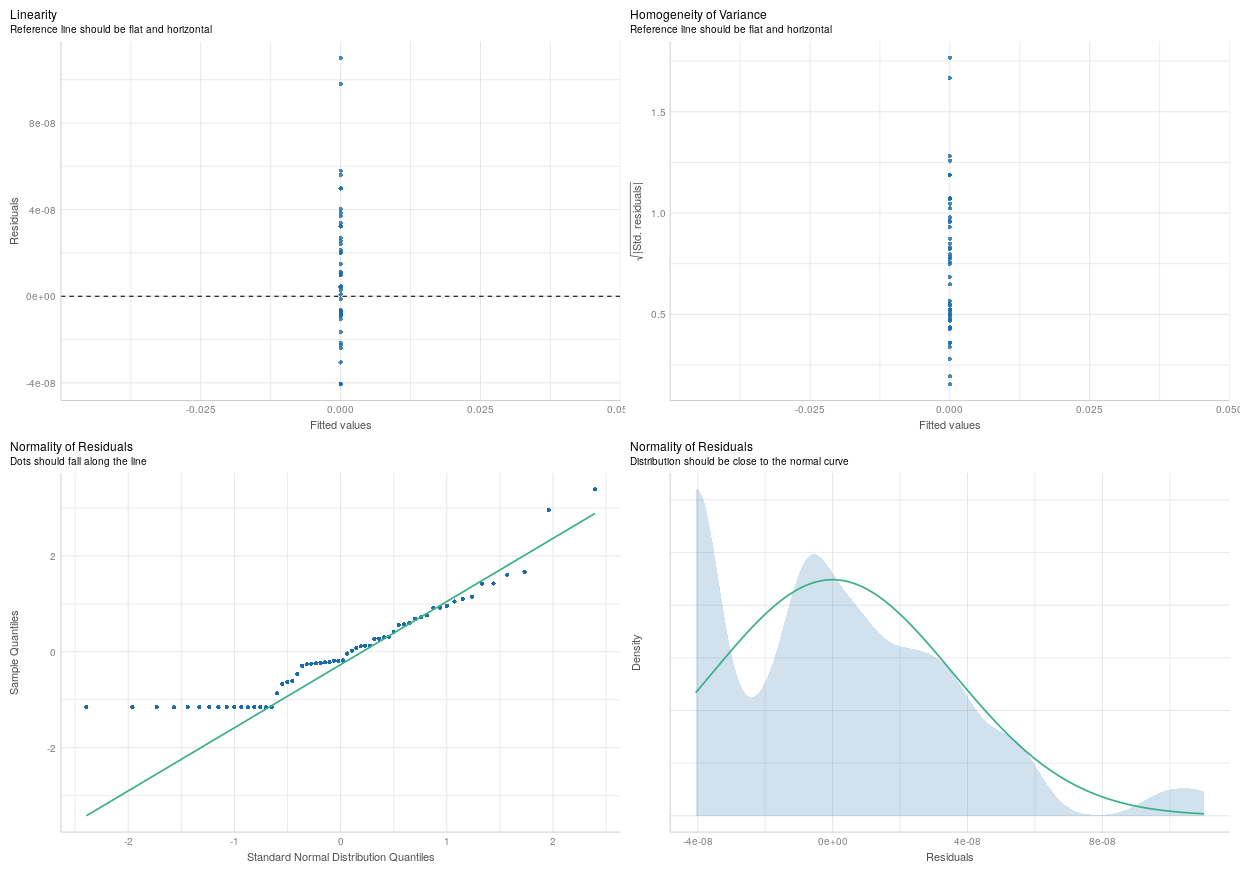 Linearity
Reference line should be flat and horizontal
8e-08
4e-08
0e+00
-4e-08
Residuals
-0.025
0.000
0.025
0.05
Fitted values
Homogeneity of Variance
Reference line should be flat and horizontal
1.5
1.0
0.5
√|Std. residuals|
-0.025
0.000
0.025
0.050
Fitted values
Normality of Residuals
Dots should fall along the line
2
0
-2
Sample Quantiles
-2
-1
0
1
2
Standard Normal Distribution Quantiles
Normality of Residuals
Distribution should be close to the normal curve
Density
-4e-08
0e+00
4e-08
8e-08
Residuals